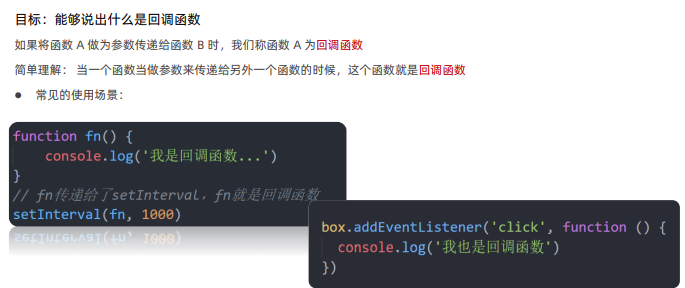 目标：能够说出什么是回调函数
如果将函数 A 做为参数传递给函数 B 时，我们称函数 A 为回调函数
简单理解： 当一个函数当做参数来传递给另外一个函数的时候，这个函数就是回调函数
● 常见的使用场景：
function fn() {
    console.log('我是回调函数...')
}
// fn传递给了setInterval，fn就是回调函数
setInterval(fn, 1000)
box.addEventListener('click', function () {
  console.log('我也是回调函数')
})